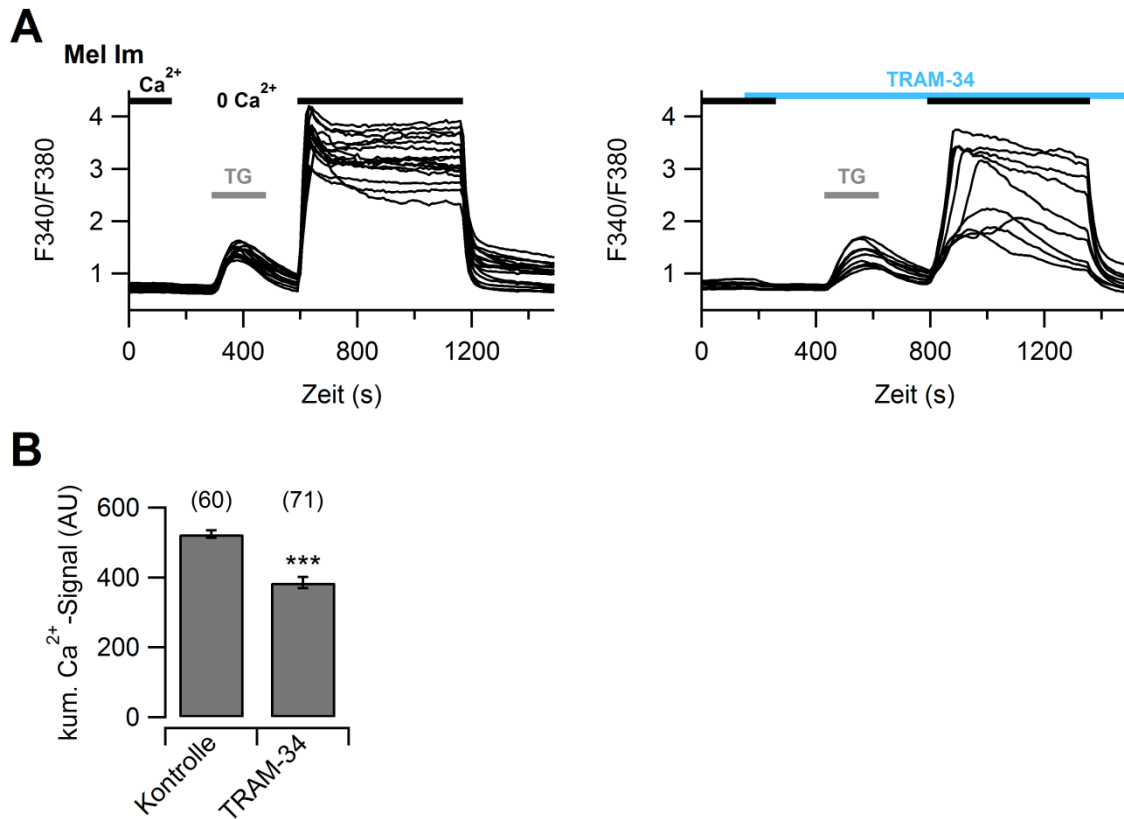 A
Mel Im
Ca²⁺
0 Ca²⁺
TG
4
3
2
1
F340/F380
0
400
800
1200
Zeit (s)
TRAM-34
TG
4
3
2
1
F340/F380
0
400
800
1200
Zeit (s)
B
(60)
(71)
***
600
400
200
0
kum. Ca²⁺-Signal (AU)
Kontrolle
TRAM-34